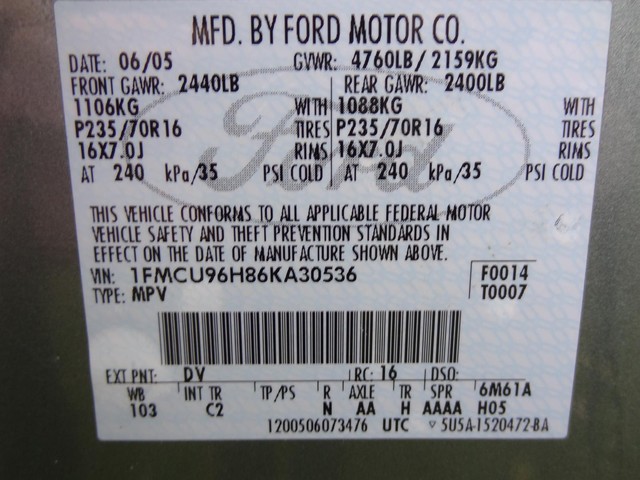 MFD. BY FORD MOTOR CO.
DATE: 06/05 GVWR: 4760LB/ 2159KG
FRONT GAWR: 2440LB REAR GAWR: 2400LB
1106KG WITH 1088KG WITH
P235/70R16 TIRES P235/70R16 TIRES
16X7.0J RIMS 16X7.0J RIMS
AT 240 kPa/35 PSI COLD AT 240 kPa/35 PSI COLD
Ford
THIS VEHICLE CONFORMS TO ALL APPLICABLE FEDERAL MOTOR
VEHICLE SAFETY AND THEFT PREVENTION STANDARDS IN
EFFECT ON THE DATE OF MANUFACTURE SHOWN ABOVE.
VIN: 1FMCU96H86KA30536 F0014
TYPE: MPV T0007
EXT PNT: DV RC: 16 DSO:
WB INT TR TP/PS R AXLE TR SPR 6M61A
103 C2 N AA H AAAA H05
1200506073476 UTC ▽ 5U5A-1520472-BA